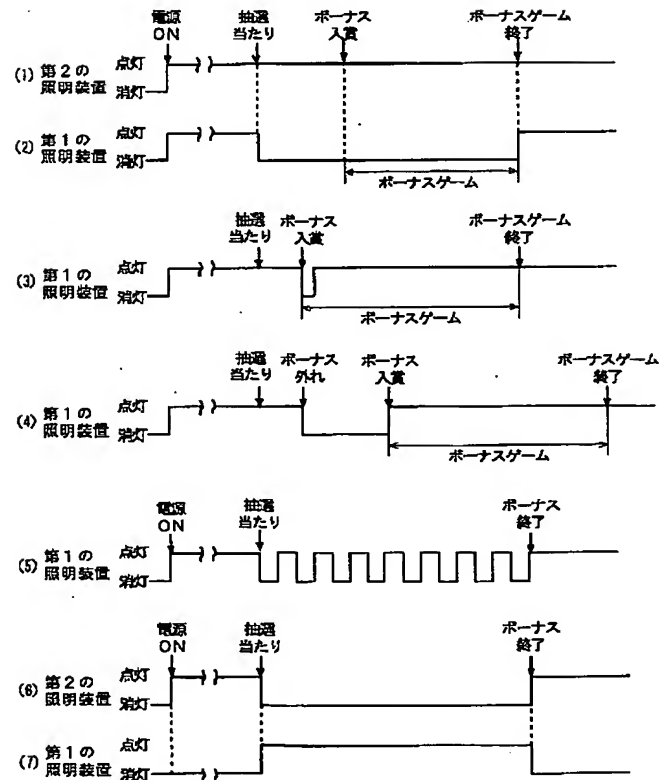 電源 抽選 ボーナス ボーナスゲーム
ON 当たり 入賞 終了
(1) 第2の 点灯
照明装置 消灯
(2) 第1の 点灯
照明装置 消灯
ボーナスゲーム
抽選 ボーナス ボーナスゲーム
当たり 入賞 終了
(3) 第1の 点灯
照明装置 消灯
ボーナスゲーム
抽選 ボーナス ボーナス ボーナスゲーム
当たり 外れ 入賞 終了
(4) 第1の 点灯
照明装置 消灯
ボーナスゲーム
電源 抽選 ボーナス
ON 当たり 終了
(5) 第1の 点灯
照明装置 消灯
電源 抽選 ボーナス
ON 当たり 終了
(6) 第2の 点灯
照明装置 消灯
(7) 第1の 点灯
照明装置 消灯